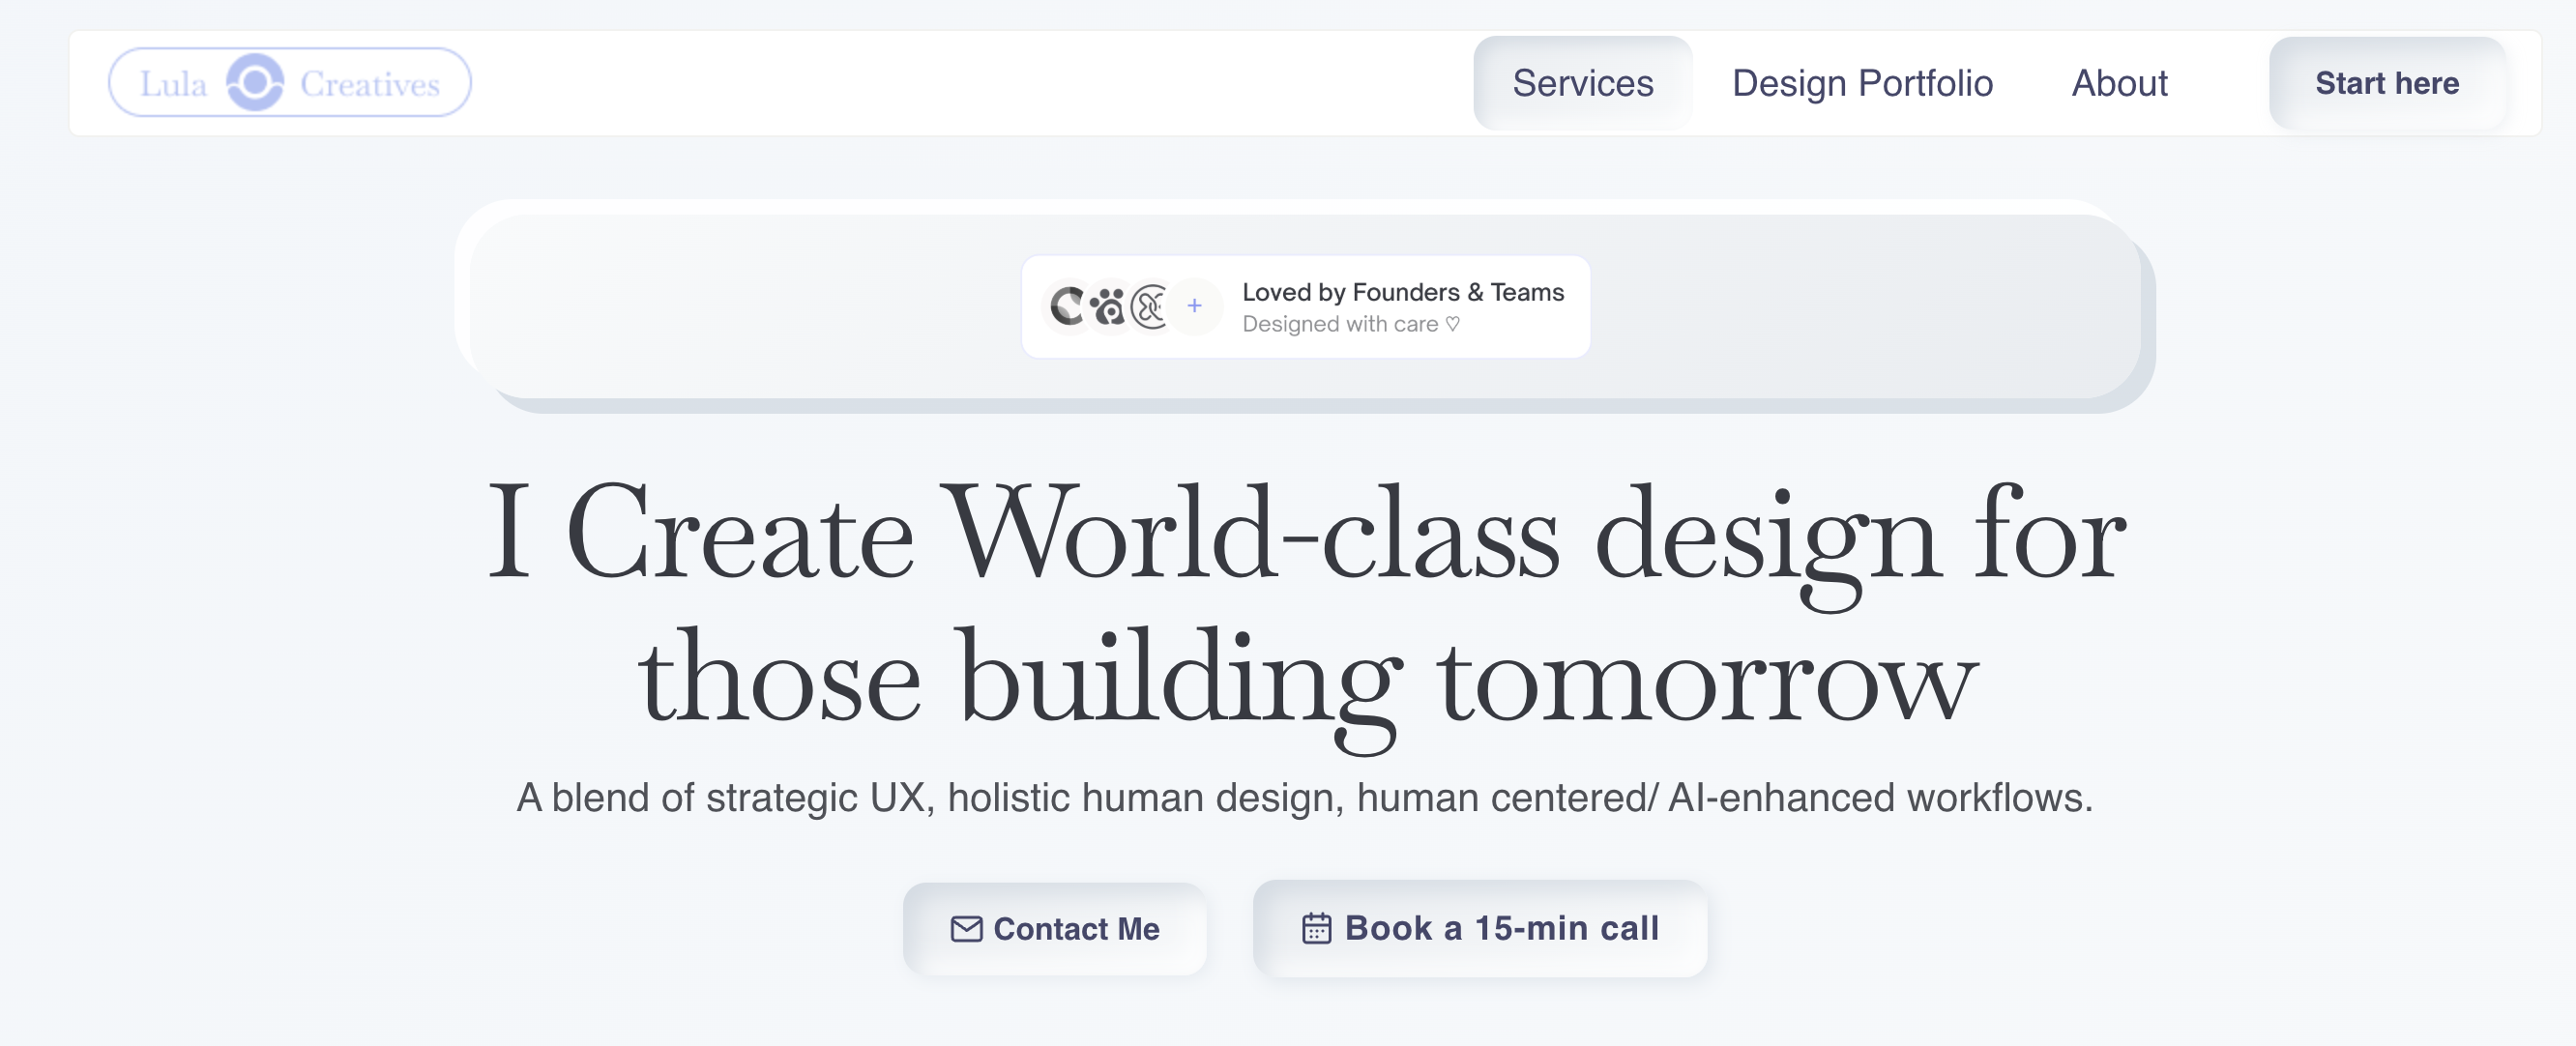 Lula Creatives
Services Design Portfolio About Start here
Loved by Founders & Teams
Designed with care ♡
I Create World-class design for
those building tomorrow
A blend of strategic UX, holistic human design, human centered/ AI-enhanced workflows.
Contact Me Book a 15-min call